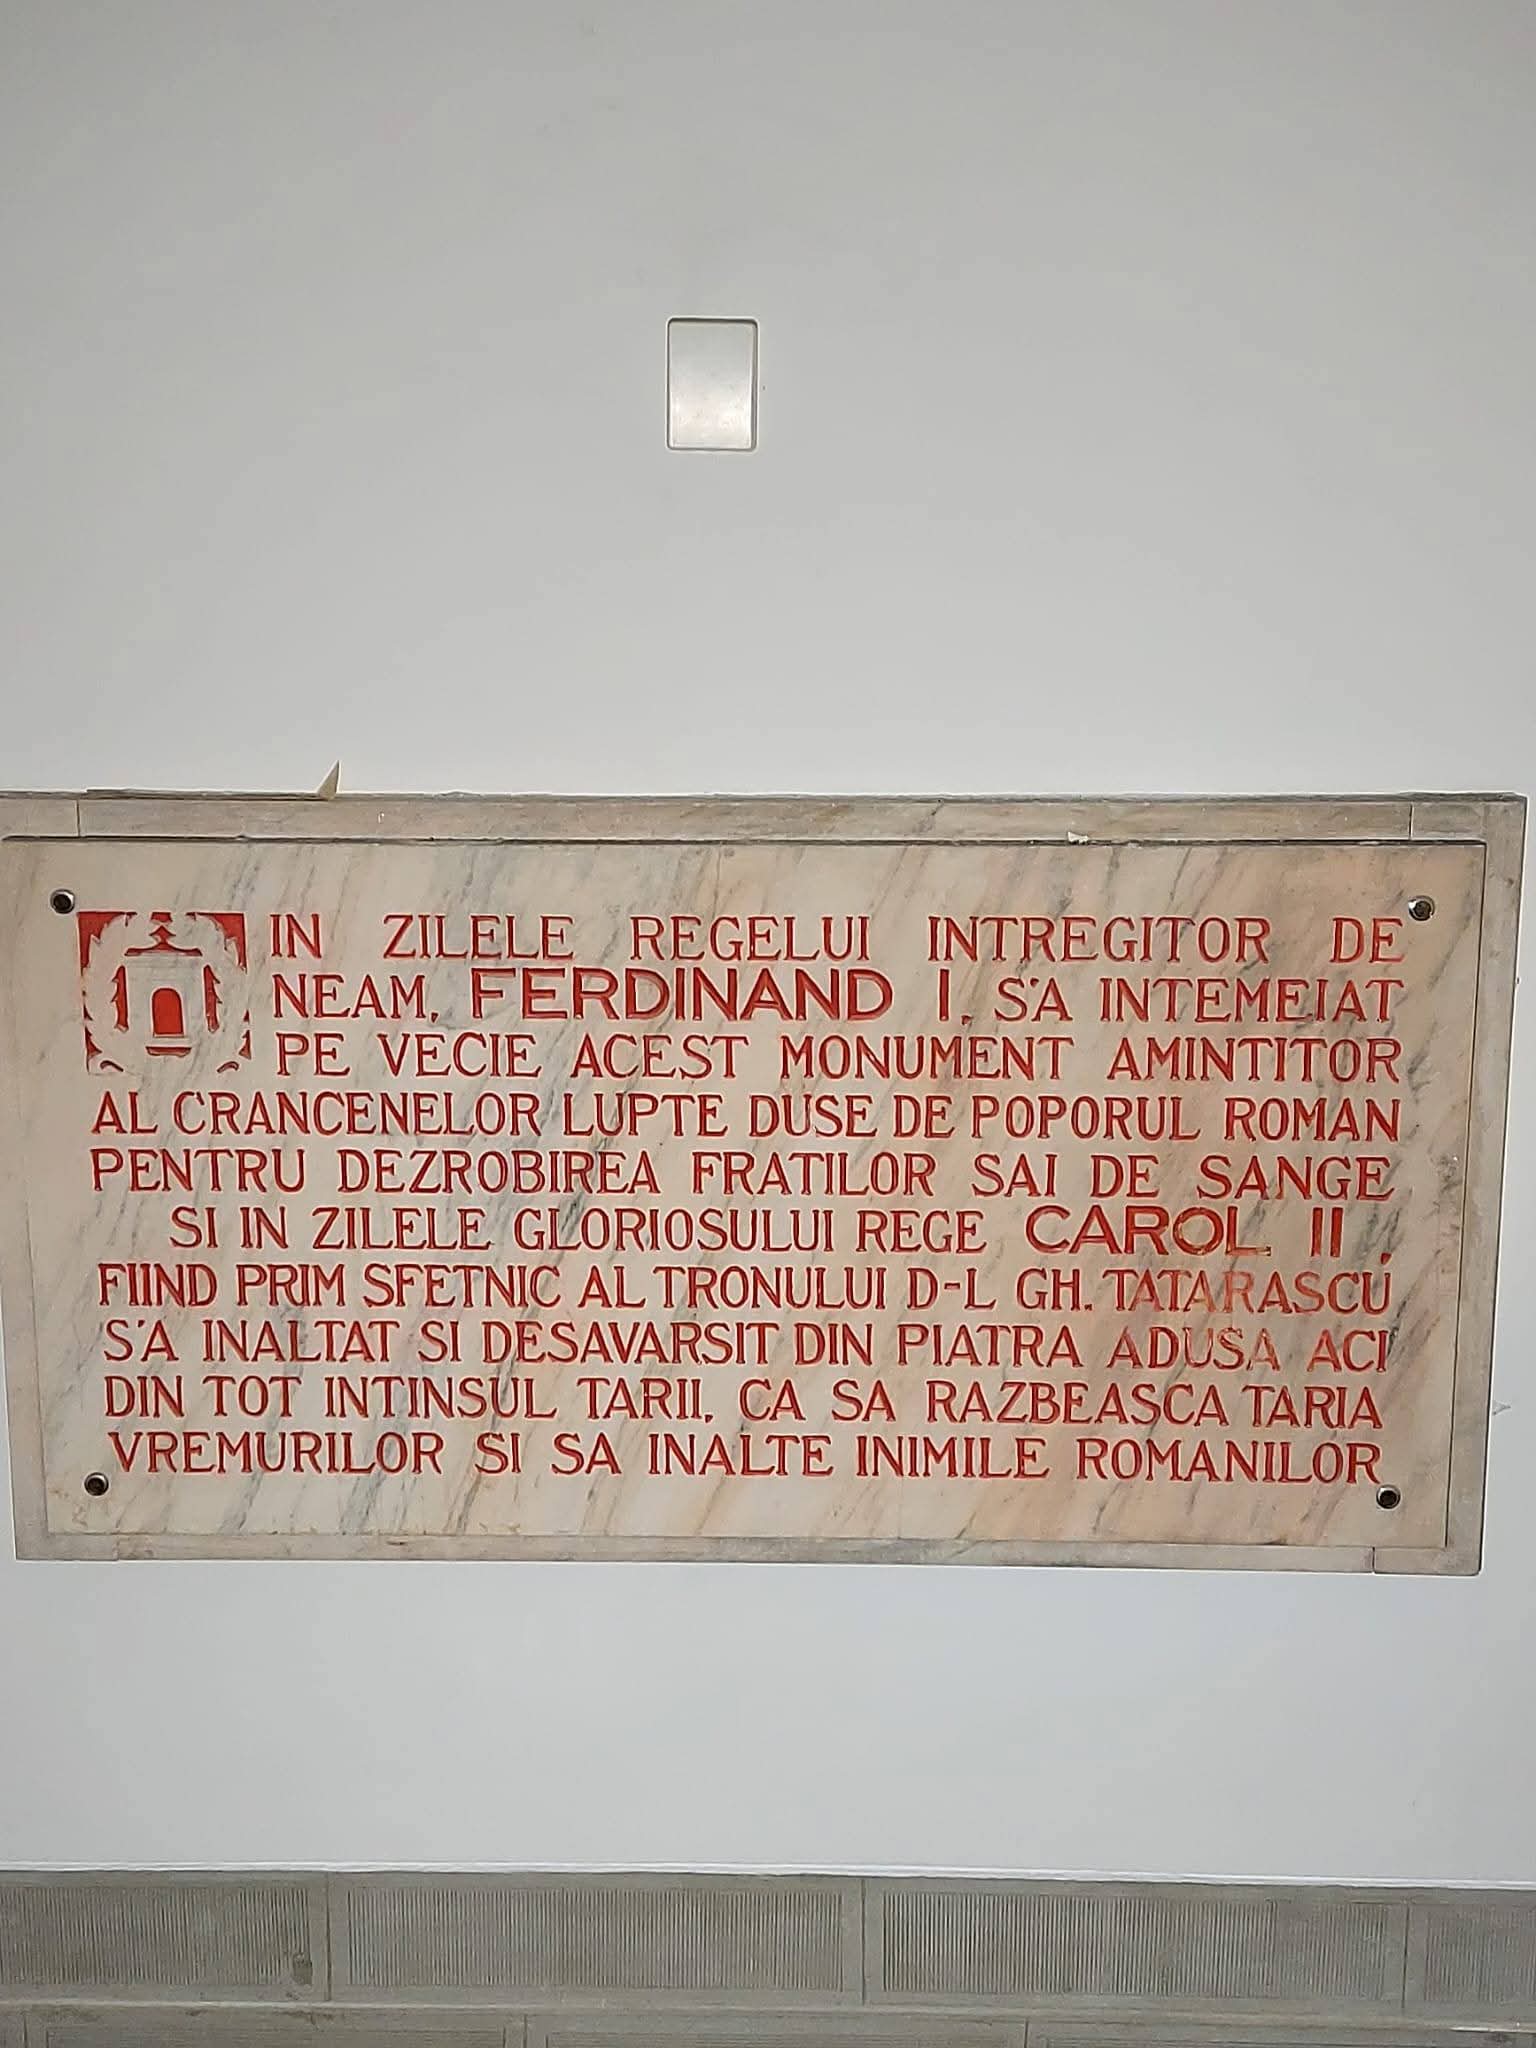 IN ZILELE REGELUI INTREGITOR DE
NEAM, FERDINAND I, S'A INTEMEIAT
PE VECIE ACEST MONUMENT AMINTITOR
AL CRANCENELOR LUPTE DUSE DE POPORUL ROMAN
PENTRU DEZROBIREA FRATILOR SAI DE SANGE
SI IN ZILELE GLORIOSULUI REGE CAROL II,
FIIND PRIM SFETNIC AL TRONULUI D-L GH. TATARASCU
S'A INALTAT SI DESAVARSIT DIN PIATRA ADUSA ACI
DIN TOT INTINSUL TARII, CA SA RAZBEASCA TARIA
VREMURILOR SI SA INALTE INIMILE ROMANILOR